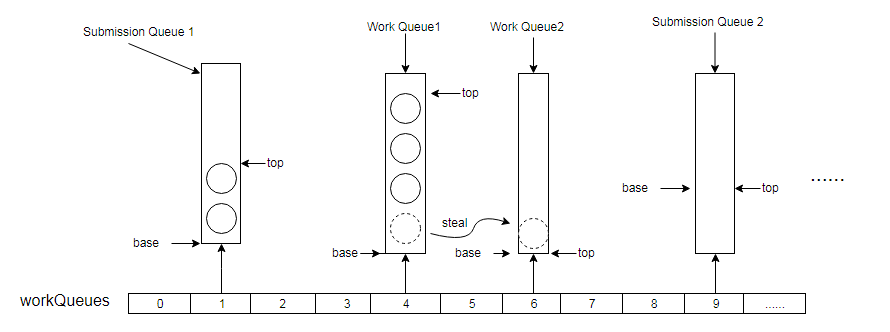 Submission Queue 1
Work Queue1
Work Queue2
Submission Queue 2
top
top
steal
base
top
......
base
base
base
top
workQueues
0 1 2 3 4 5 6 7 8 9 ......